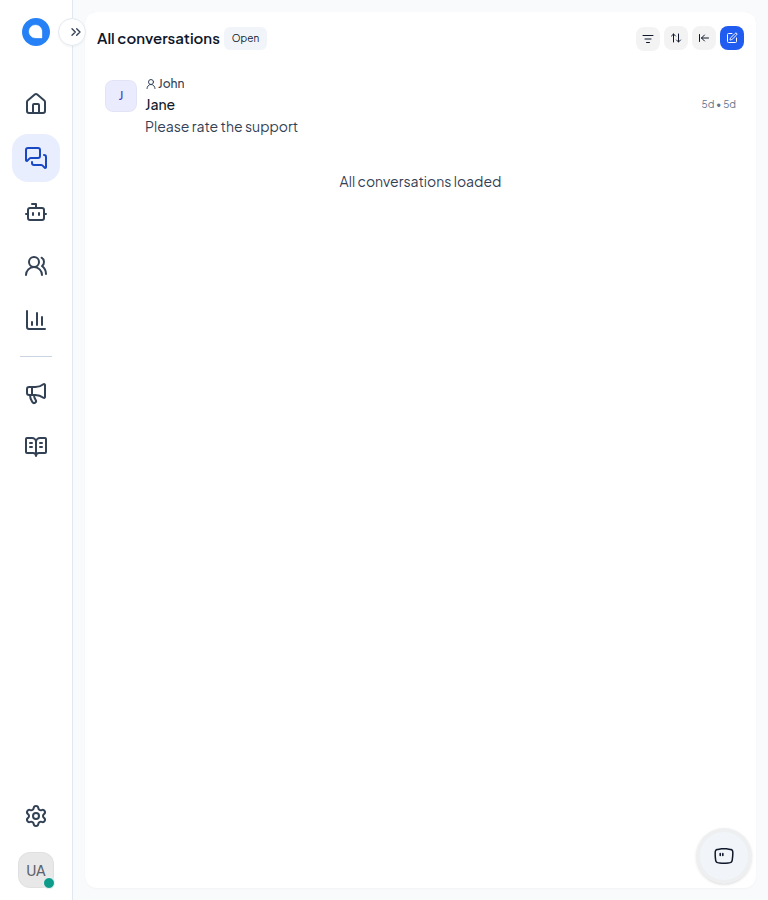 All conversations Open
J
John
Jane
5d • 5d
Please rate the support
All conversations loaded
UA